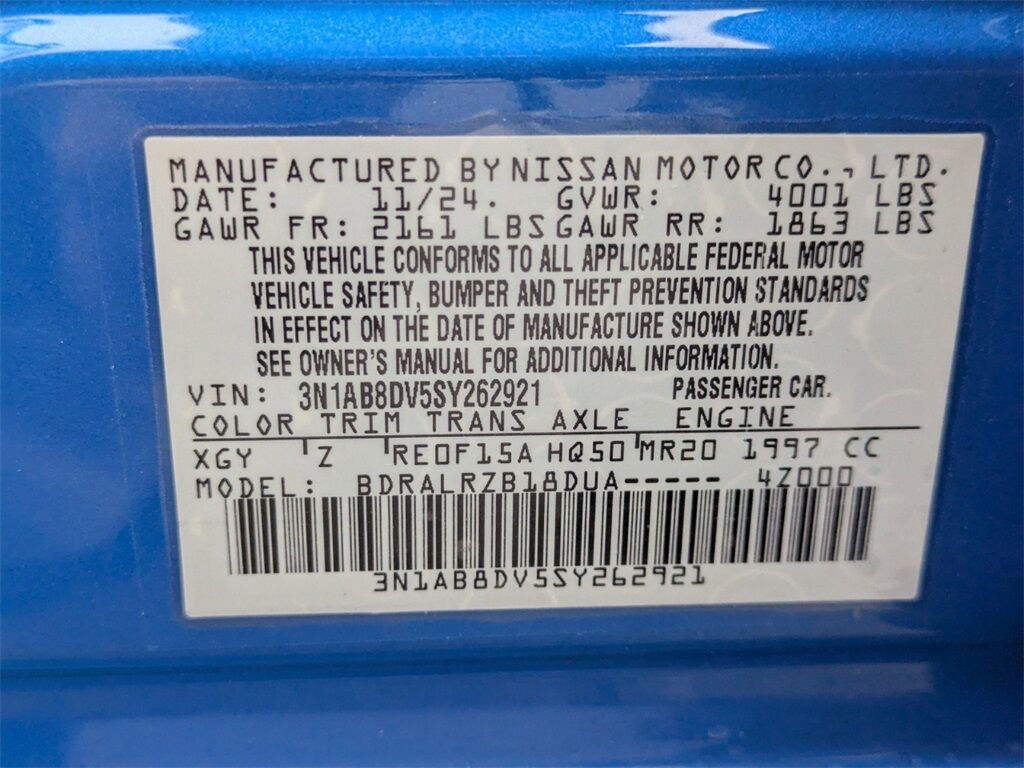 MANUFACTURED BY NISSAN MOTOR CO., LTD.
DATE: 11/24. GVWR: 4001 LBS
GAWR FR: 2161 LBS GAWR RR: 1863 LBS
THIS VEHICLE CONFORMS TO ALL APPLICABLE FEDERAL MOTOR
VEHICLE SAFETY, BUMPER AND THEFT PREVENTION STANDARDS
IN EFFECT ON THE DATE OF MANUFACTURE SHOWN ABOVE.
SEE OWNER'S MANUAL FOR ADDITIONAL INFORMATION.
VIN: 3N1AB8DV5SY262921 PASSENGER CAR.
COLOR TRIM TRANS AXLE ENGINE
XGY Z RE0F15A HQ50 MR20 1997 CC
MODEL: BDRALRZB18DUA----- 4Z000
3N1AB8DV5SY262921